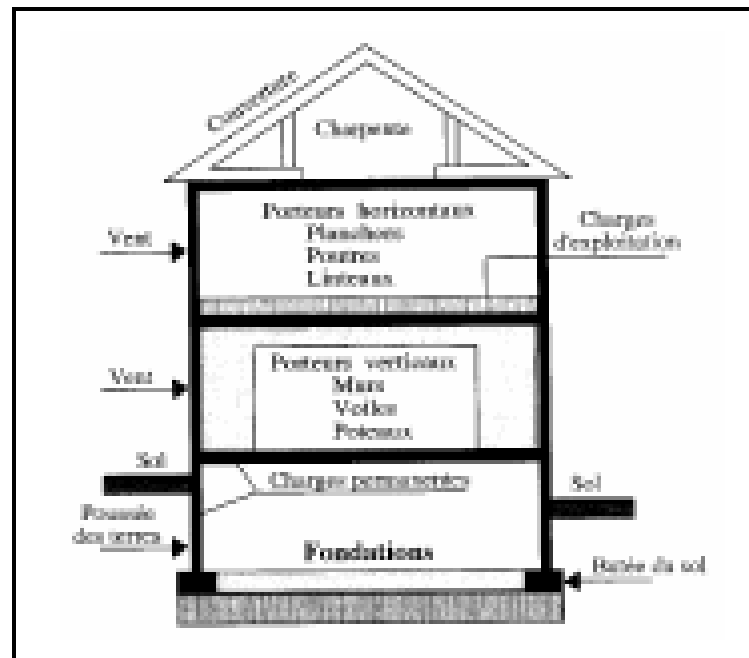 Couverture
Charpente
Porteurs horizontaux
Planchers
Poutres
Linteaux
Charges
d'exploitation
Vent
Porteurs verticaux
Murs
Voiles
Poteaux
Vent
Sol
Charges permanentes
Sol
Poussée
des terres
Fondations
Butée du sol